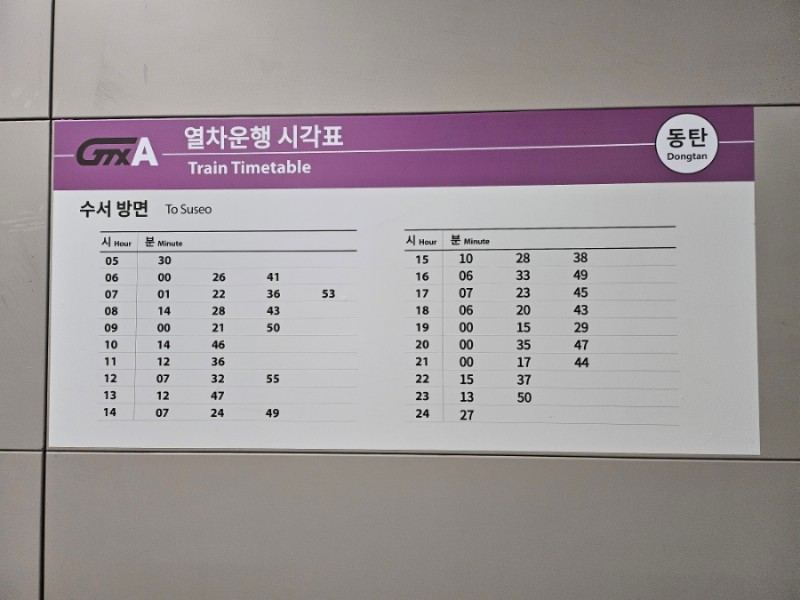 GTXA 열차운행 시각표
Train Timetable
동탄
Dongtan
수서 방면 To Suseo
시 Hour 분 Minute
05 30
06 00 26 41
07 01 22 36 53
08 14 28 43
09 00 21 50
10 14 46
11 12 36
12 07 32 55
13 12 47
14 07 24 49
시 Hour 분 Minute
15 10 28 38
16 06 33 49
17 07 23 45
18 06 20 43
19 00 15 29
20 00 35 47
21 00 17 44
22 15 37
23 13 50
24 27